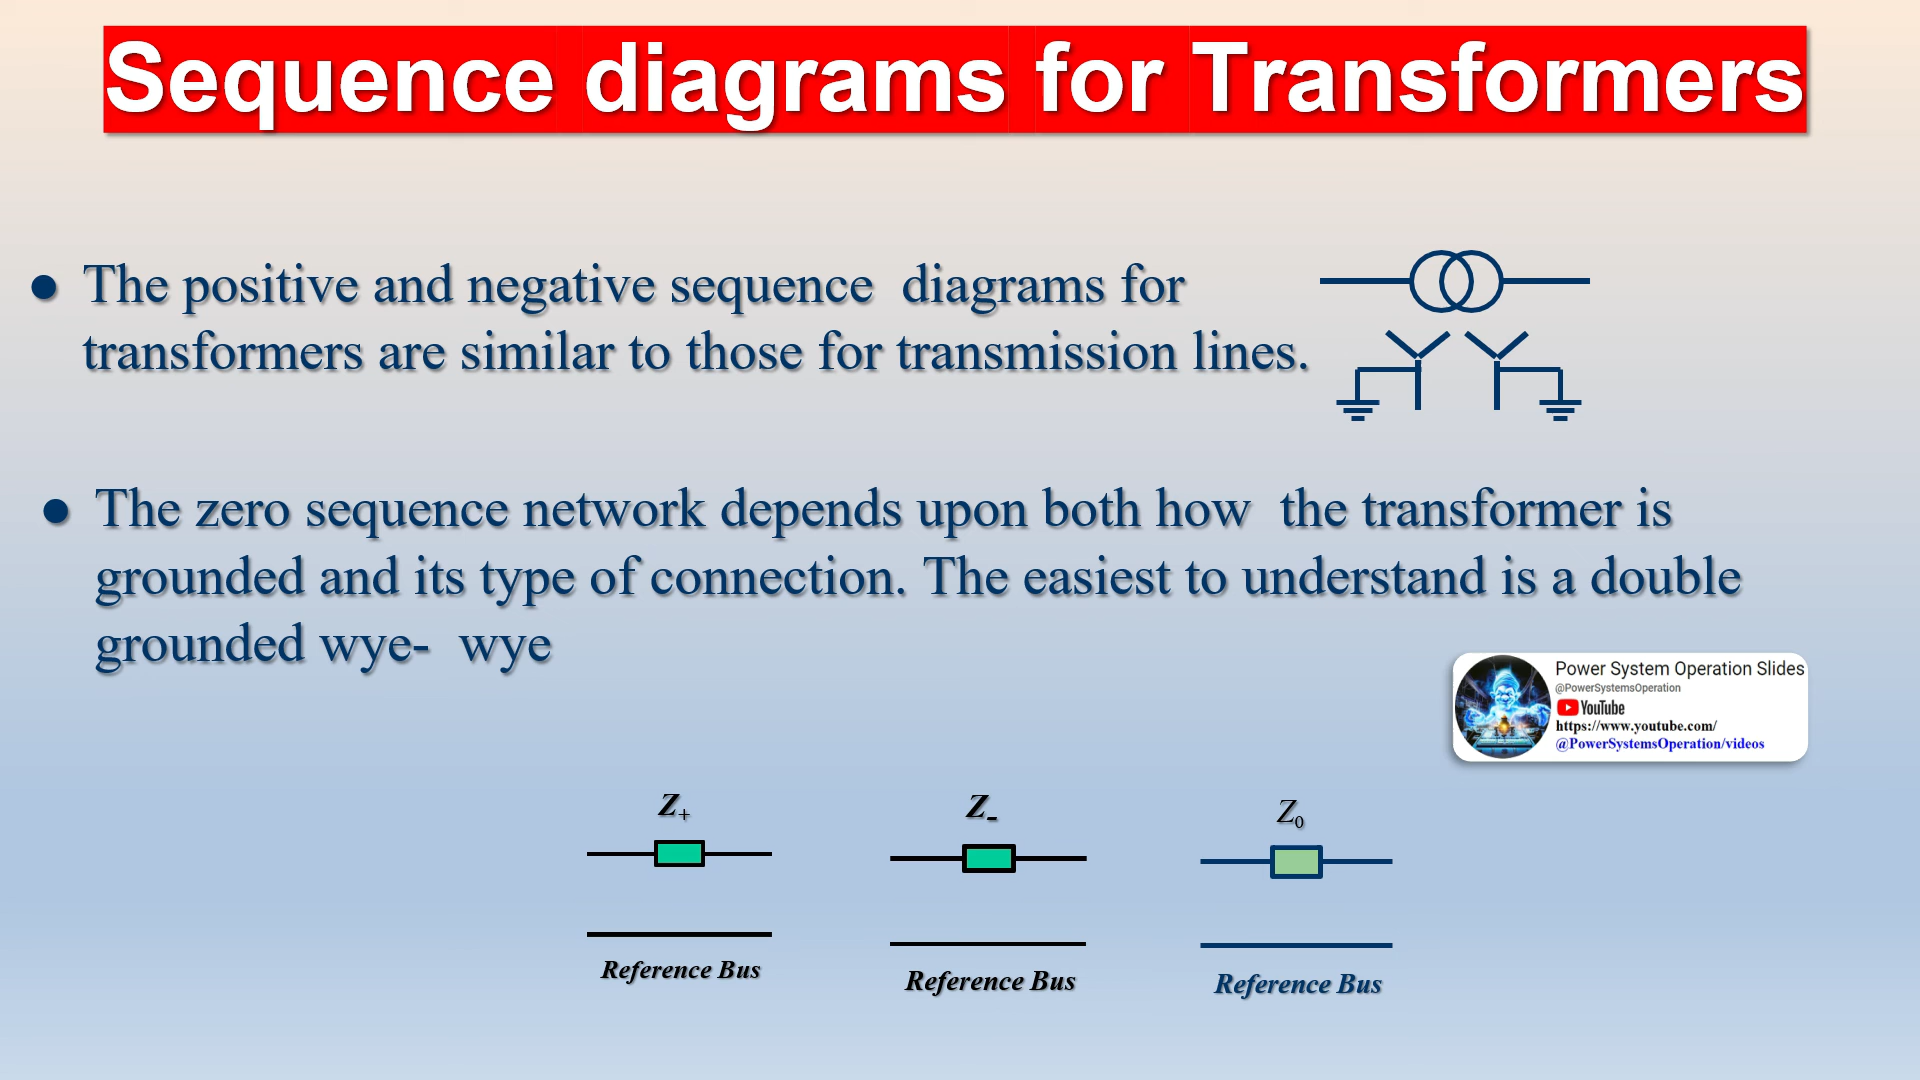 Sequence diagrams for Transformers
● The positive and negative sequence diagrams for
transformers are similar to those for transmission lines.
● The zero sequence network depends upon both how the transformer is
grounded and its type of connection. The easiest to understand is a double
grounded wye- wye
Power System Operation Slides
@PowerSystemsOperation
YouTube
https://www.youtube.com/
@PowerSystemsOperation/videos
Z+ Z- Z0
Reference Bus Reference Bus Reference Bus